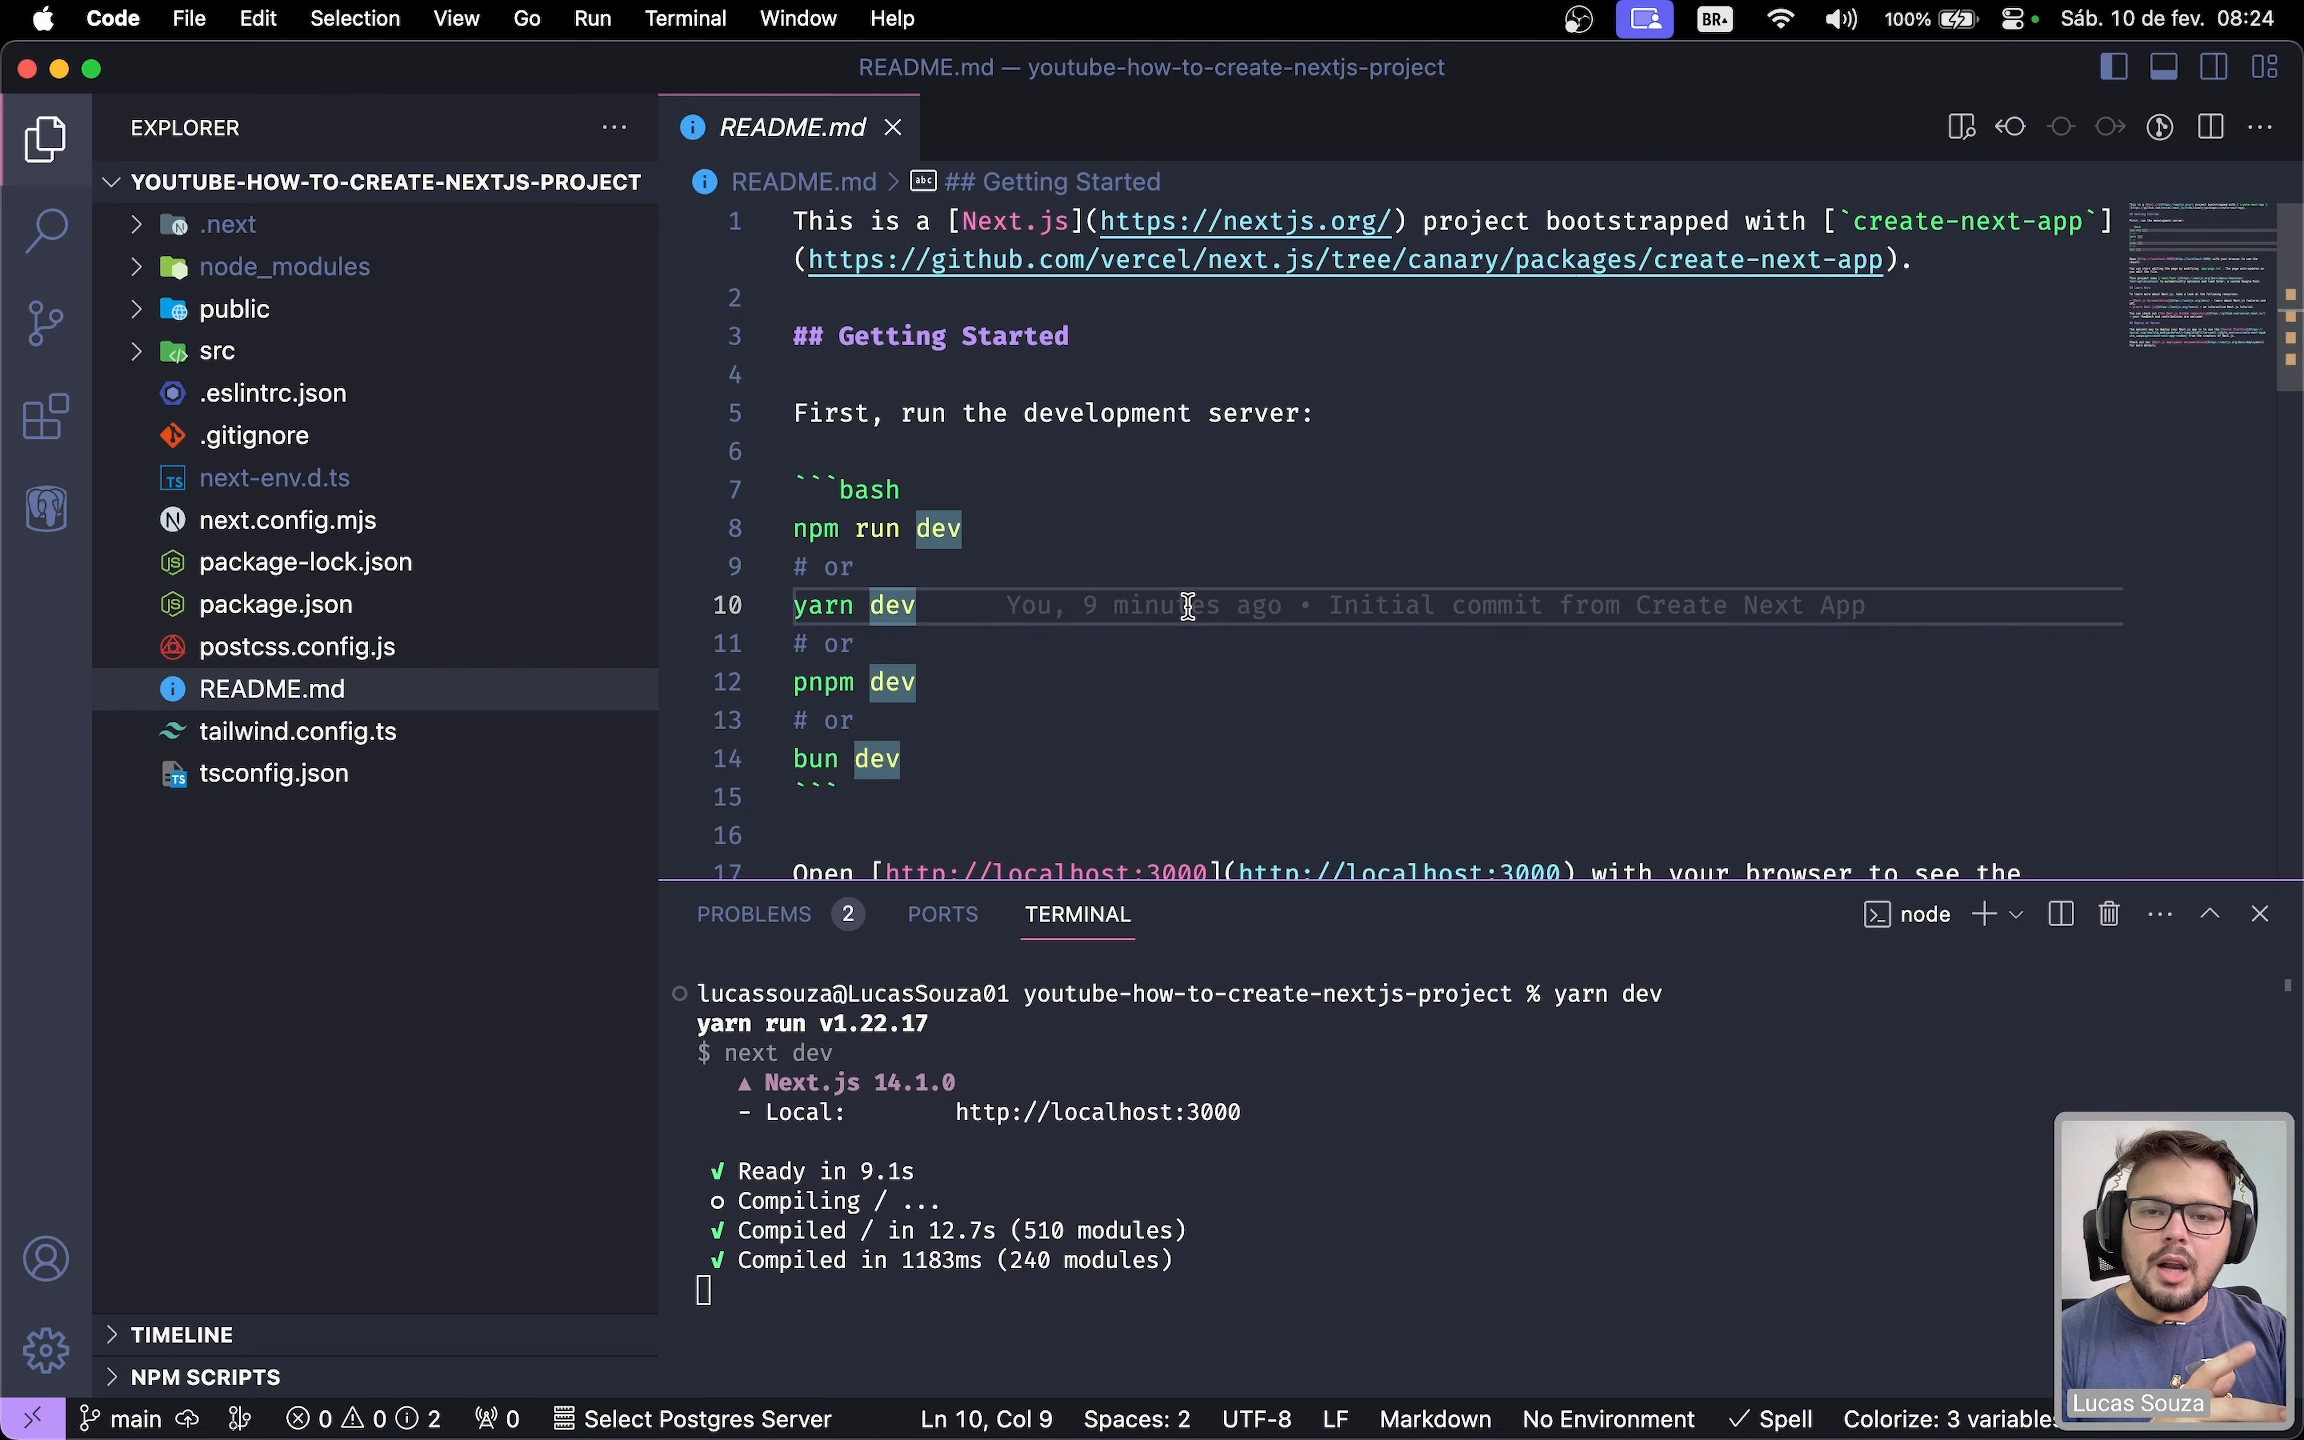 Code File Edit Selection View Go Run Terminal Window Help BR 100% Sáb. 10 de fev. 08:24
README.md — youtube-how-to-create-nextjs-project
EXPLORER
YOUTUBE-HOW-TO-CREATE-NEXTJS-PROJECT
.next
node_modules
public
src
.eslintrc.json
.gitignore
next-env.d.ts
next.config.mjs
package-lock.json
package.json
postcss.config.js
README.md
tailwind.config.ts
tsconfig.json
TIMELINE
NPM SCRIPTS
README.md
README.md > ## Getting Started
1 This is a [Next.js](https://nextjs.org/) project bootstrapped with [`create-next-app`]
(https://github.com/vercel/next.js/tree/canary/packages/create-next-app).
2
3 ## Getting Started
4
5 First, run the development server:
6
7 ```bash
8 npm run dev
9 # or
10 yarn dev You, 9 minutes ago • Initial commit from Create Next App
11 # or
12 pnpm dev
13 # or
14 bun dev
15 ```
16
17 Open [http://localhost:3000](http://localhost:3000) with your browser to see the
PROBLEMS 2 PORTS TERMINAL node
lucassouza@LucasSouza01 youtube-how-to-create-nextjs-project % yarn dev
yarn run v1.22.17
$ next dev
▲ Next.js 14.1.0
- Local: http://localhost:3000
✓ Ready in 9.1s
○ Compiling / ...
✓ Compiled / in 12.7s (510 modules)
✓ Compiled in 1183ms (240 modules)
Lucas Souza
main 0 0 2 0 Select Postgres Server Ln 10, Col 9 Spaces: 2 UTF-8 LF Markdown No Environment ✓ Spell Colorize: 3 variables